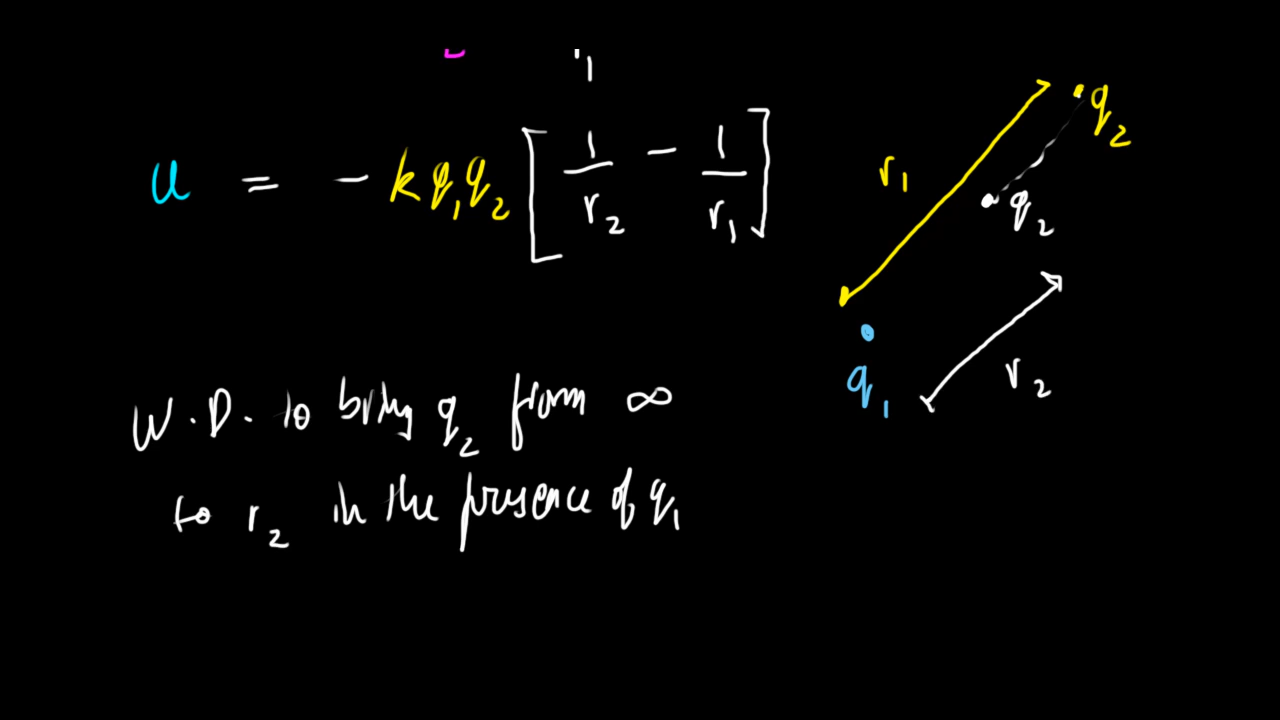 u = - k q₁q₂ [ 1/r₂ - 1/r₁ ]
W.D. to bring q₂ from ∞
to r₂ in the presence of q₁
r₁
q₂
q₂
q₁
r₂